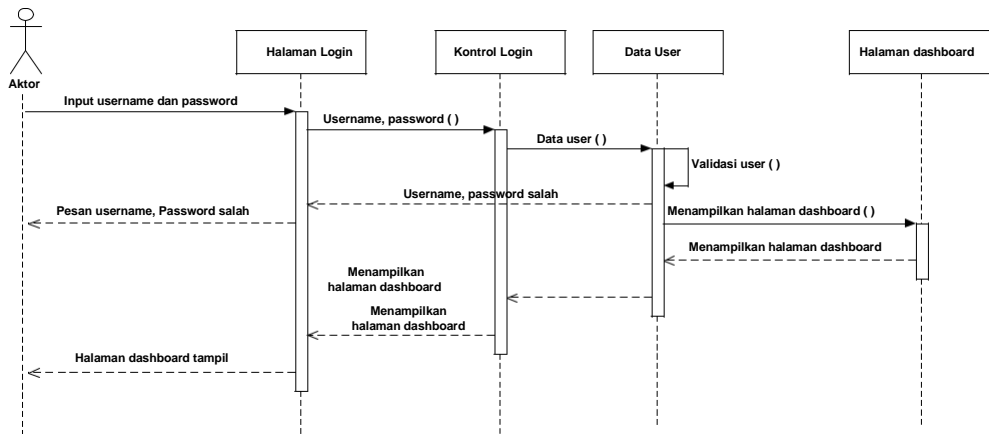 Halaman Login
Kontrol Login
Data User
Halaman dashboard
Aktor
Input username dan password
Username, password ( )
Data user ( )
Validasi user ( )
Username, password salah
Pesan username, Password salah
Menampilkan halaman dashboard ( )
Menampilkan halaman dashboard
Menampilkan
halaman dashboard
Menampilkan
halaman dashboard
Halaman dashboard tampil